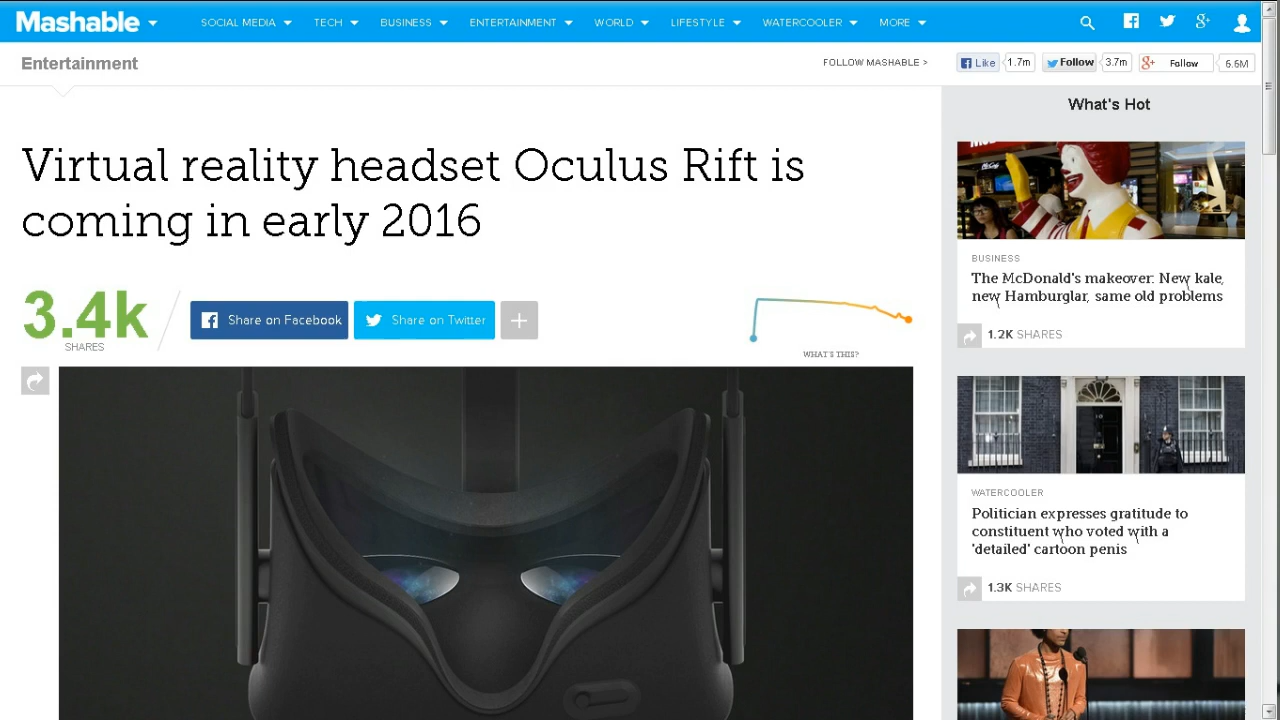 Mashable
SOCIAL MEDIA TECH BUSINESS ENTERTAINMENT WORLD LIFESTYLE WATERCOOLER MORE
Entertainment
FOLLOW MASHABLE >
Like 1.7m Follow 3.7m Follow 6.6M
Virtual reality headset Oculus Rift is
coming in early 2016
3.4k
SHARES
Share on Facebook
Share on Twitter
WHAT'S THIS?
What's Hot
BUSINESS
The McDonald's makeover: New kale,
new Hamburglar, same old problems
1.2K SHARES
WATERCOOLER
Politician expresses gratitude to
constituent who voted with a
'detailed' cartoon penis
1.3K SHARES